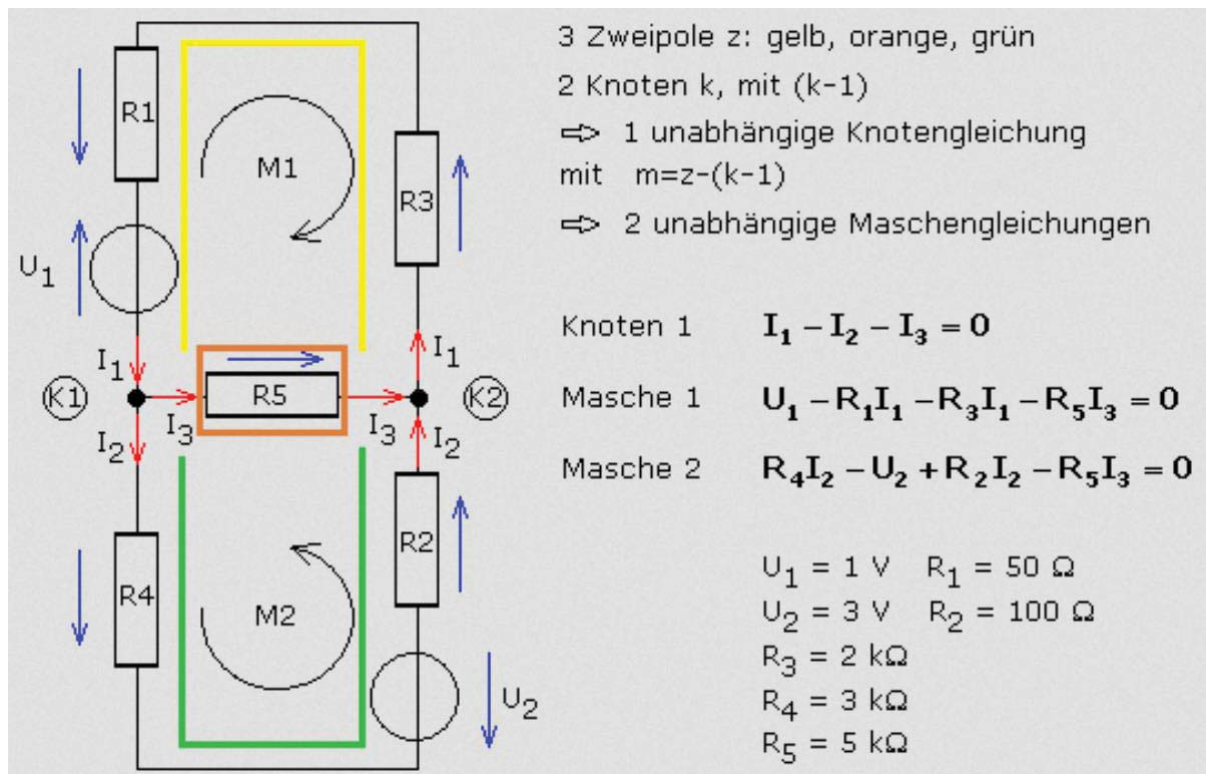 3 Zweipole z: gelb, orange, grün
2 Knoten k, mit (k-1)
⇨ 1 unabhängige Knotengleichung
mit m=z-(k-1)
⇨ 2 unabhängige Maschengleichungen
Knoten 1 I₁ – I₂ – I₃ = 0
Masche 1 U₁ – R₁I₁ – R₃I₁ – R₅I₃ = 0
Masche 2 R₄I₂ – U₂ + R₂I₂ – R₅I₃ = 0
U₁ = 1 V R₁ = 50 Ω
U₂ = 3 V R₂ = 100 Ω
R₃ = 2 kΩ
R₄ = 3 kΩ
R₅ = 5 kΩ
R1
M1
R3
U₁
I₁
I₁
K1
R5
K2
I₃
I₃
I₂
I₂
R4
M2
R2
U₂